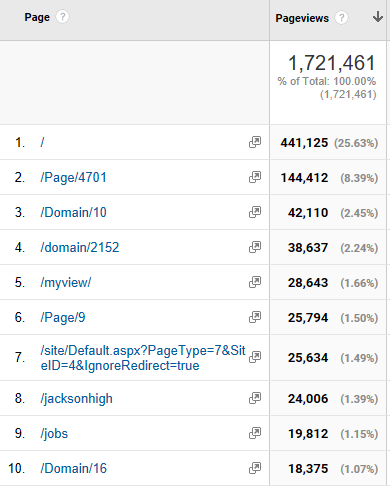 Page ? Pageviews ?
1,721,461
% of Total: 100.00%
(1,721,461)
1. / 441,125 (25.63%)
2. /Page/4701 144,412 (8.39%)
3. /Domain/10 42,110 (2.45%)
4. /domain/2152 38,637 (2.24%)
5. /myview/ 28,643 (1.66%)
6. /Page/9 25,794 (1.50%)
7. /site/Default.aspx?PageType=7&Sit
eID=4&IgnoreRedirect=true 25,634 (1.49%)
8. /jacksonhigh 24,006 (1.39%)
9. /jobs 19,812 (1.15%)
10. /Domain/16 18,375 (1.07%)